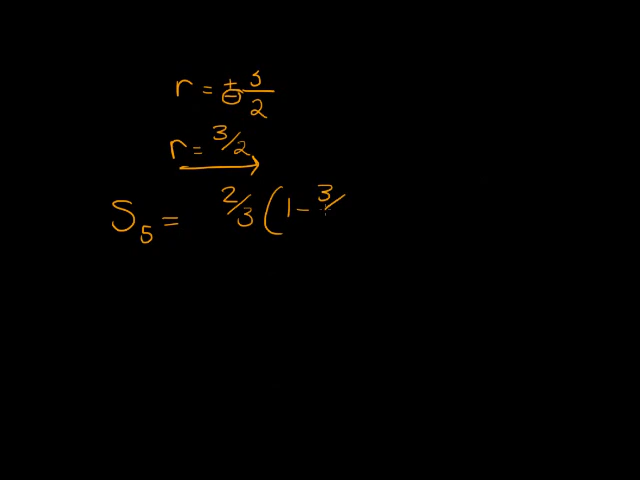 r = ± 3/2
r = 3/2
S₅ = 2/3 (1 - 3/